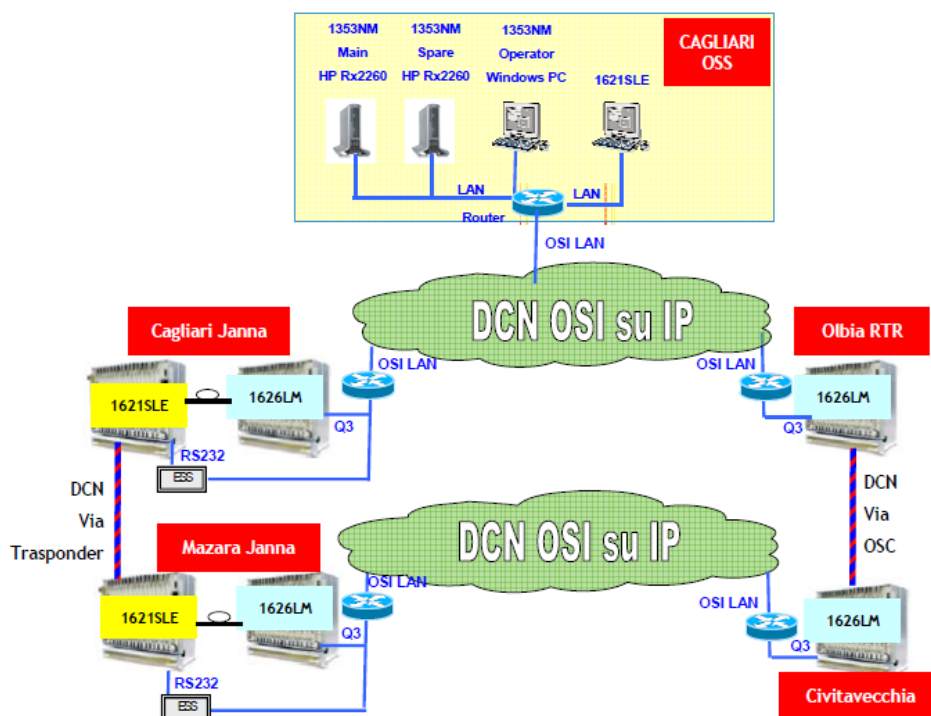 1353NM
Main
HP Rx2260
1353NM
Spare
HP Rx2260
1353NM
Operator
Windows PC
1621SLE
CAGLIARI
OSS
LAN
LAN
Router
OSI LAN
DCN OSI su IP
Cagliari Janna
Olbia RTR
OSI LAN
OSI LAN
1621SLE
1626LM
1626LM
Q3
Q3
RS232
ESS
DCN
Via
Trasponder
DCN
Via
OSC
DCN OSI su IP
Mazara Janna
OSI LAN
OSI LAN
1621SLE
1626LM
1626LM
Q3
Q3
RS232
ESS
Civitavecchia